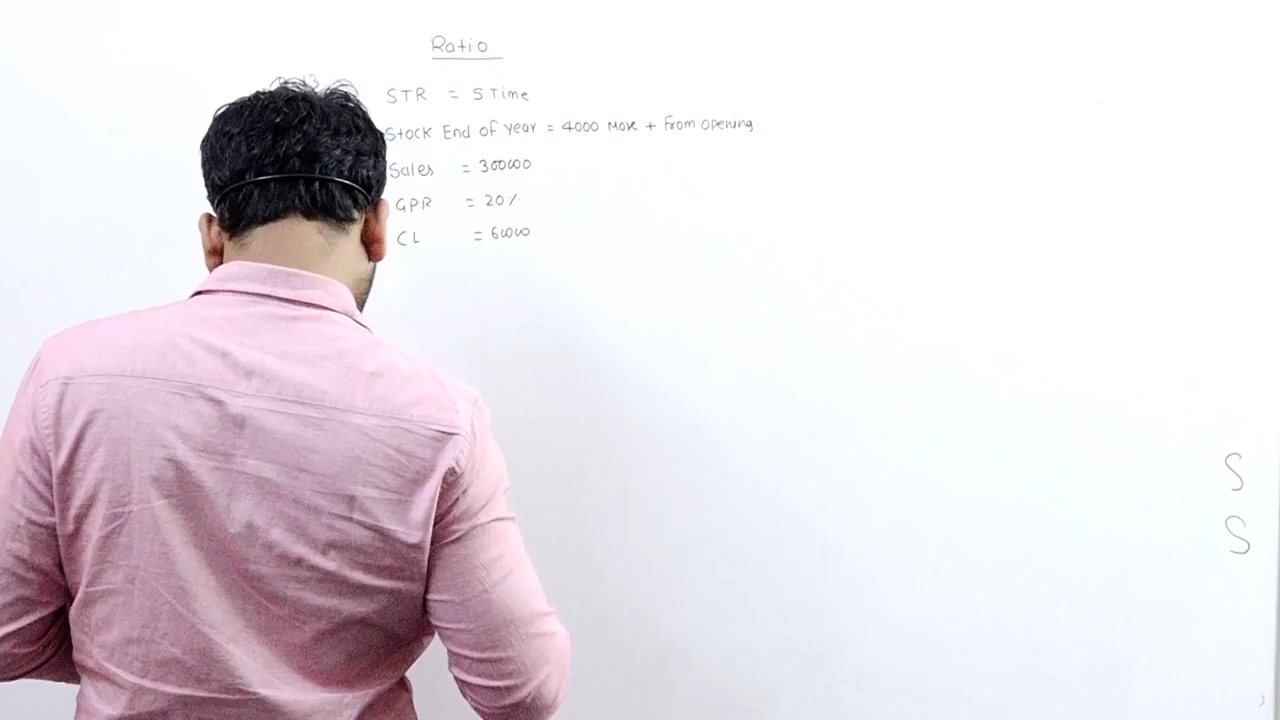 Ratio
STR = 5 Time
Stock End of year = 4000 More + from opening
Sales = 300000
GPR = 20%
CL = 60000
S
S